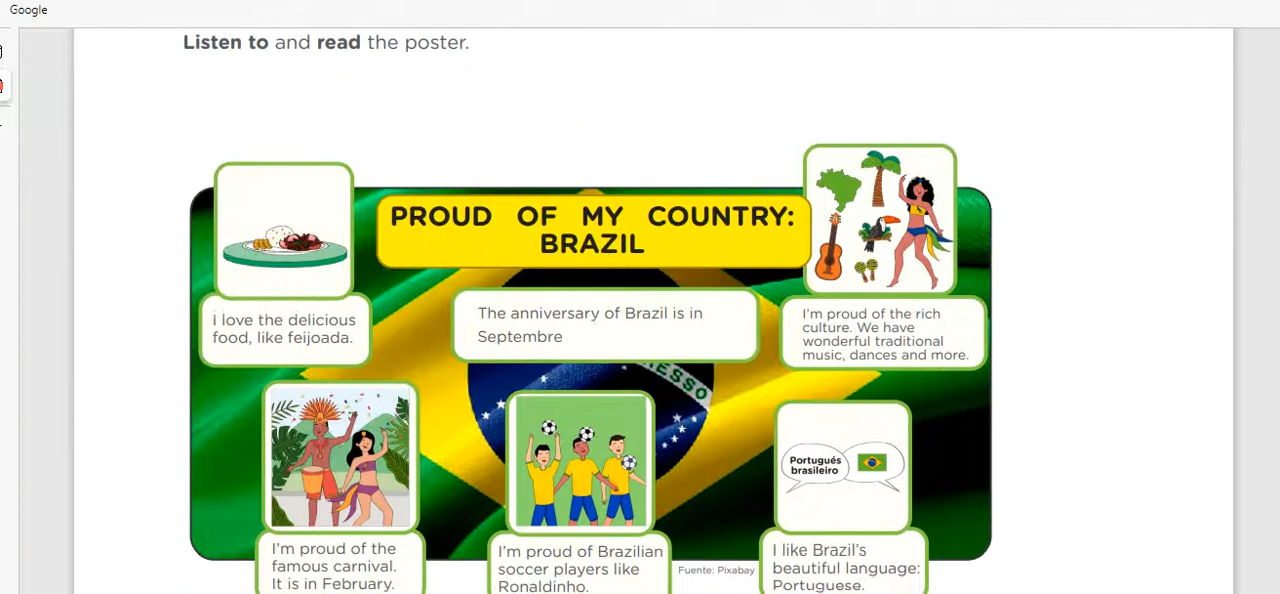 Google
Listen to and read the poster.
PROUD OF MY COUNTRY:
BRAZIL
I love the delicious
food, like feijoada.
The anniversary of Brazil is in
Septembre
I'm proud of the rich
culture. We have
wonderful traditional
music, dances and more.
ESSO
Portugués
brasileiro
I'm proud of the
famous carnival.
It is in February.
I'm proud of Brazilian
soccer players like
Ronaldinho.
Fuente: Pixabay
I like Brazil's
beautiful language:
Portuguese.